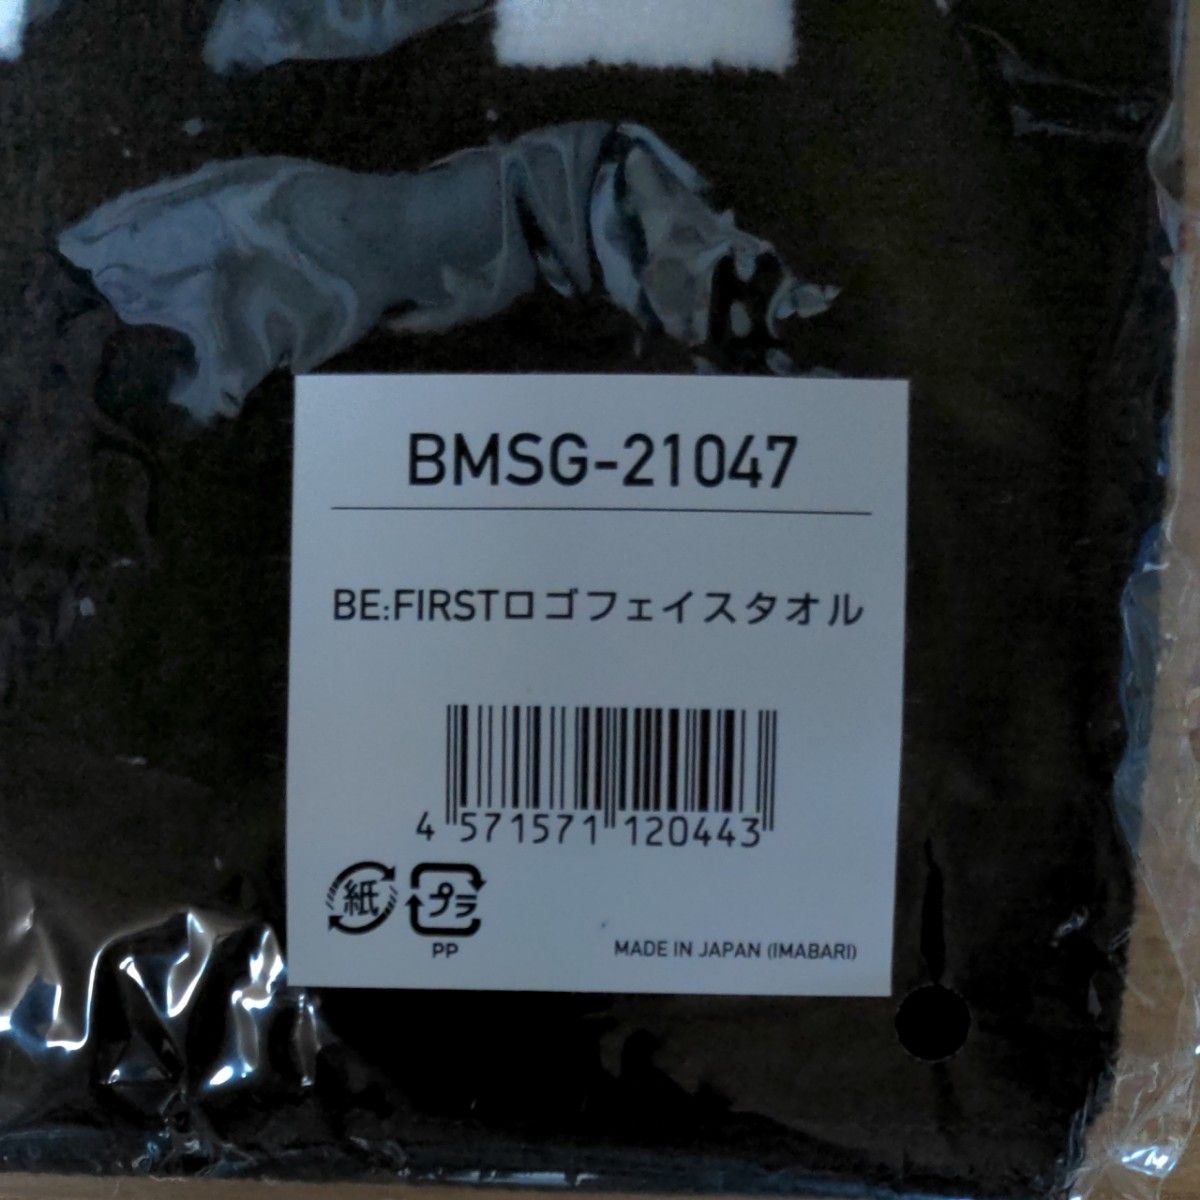 BMSG-21047
BE:FIRSTロゴフェイスタオル
4 571571 120443
紙 プラ
PP
MADE IN JAPAN (IMABARI)